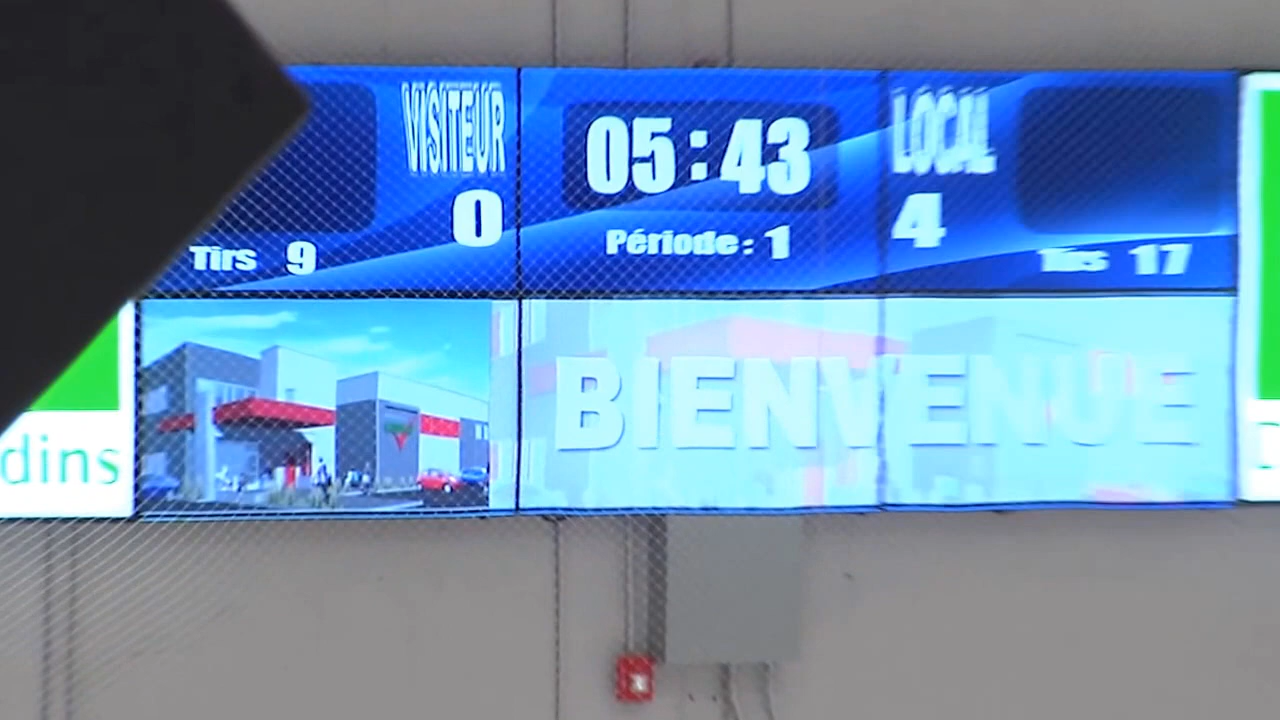 VISITEUR
05:43
LOCAL
0
4
Tirs 9
Période: 1
Tirs 17
BIENVENUE
dins